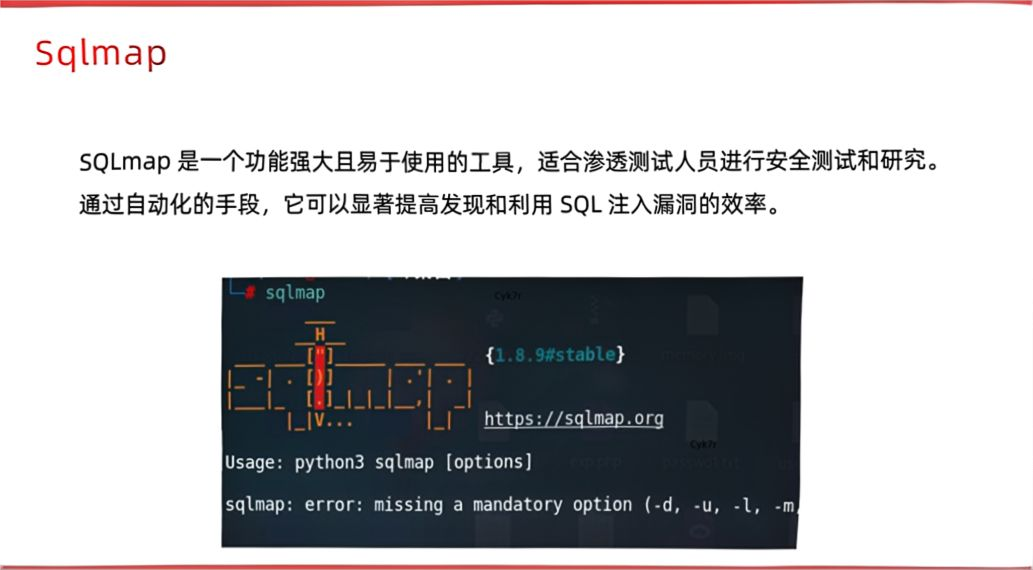 Sqlmap
SQLmap 是一个功能强大且易于使用的工具，适合渗透测试人员进行安全测试和研究。
通过自动化的手段，它可以显著提高发现和利用 SQL 注入漏洞的效率。
# sqlmap
Cyk7r
{1.8.9#stable}
https://sqlmap.org
Cyk7r
Usage: python3 sqlmap [options]
sqlmap: error: missing a mandatory option (-d, -u, -l, -m,